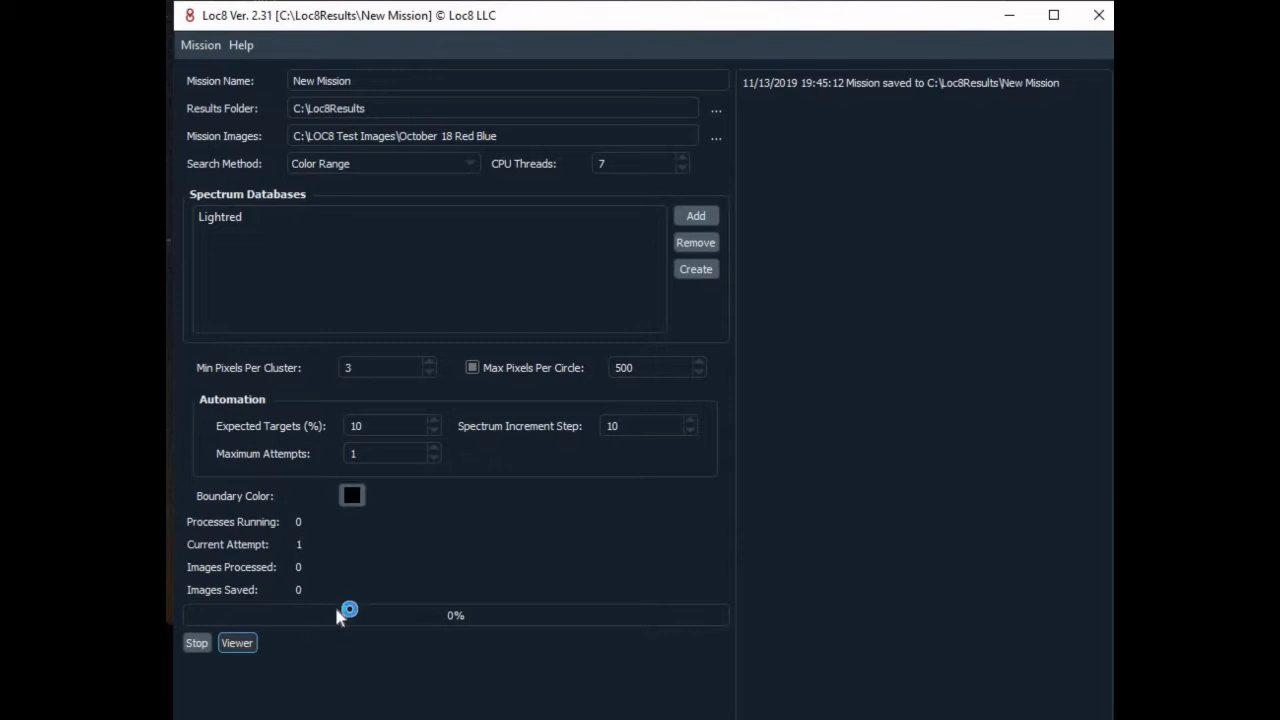 Loc8 Ver. 2.31 [C:\Loc8Results\New Mission] © Loc8 LLC
Mission Help
Mission Name: New Mission
Results Folder: C:\Loc8Results ...
Mission Images: C:\LOC8 Test Images\October 18 Red Blue ...
Search Method: Color Range CPU Threads: 7
Spectrum Databases
Lightred
Add
Remove
Create
Min Pixels Per Cluster: 3 Max Pixels Per Circle: 500
Automation
Expected Targets (%): 10 Spectrum Increment Step: 10
Maximum Attempts: 1
Boundary Color:
Processes Running: 0
Current Attempt: 1
Images Processed: 0
Images Saved: 0
0%
Stop Viewer
11/13/2019 19:45:12 Mission saved to C:\Loc8Results\New Mission